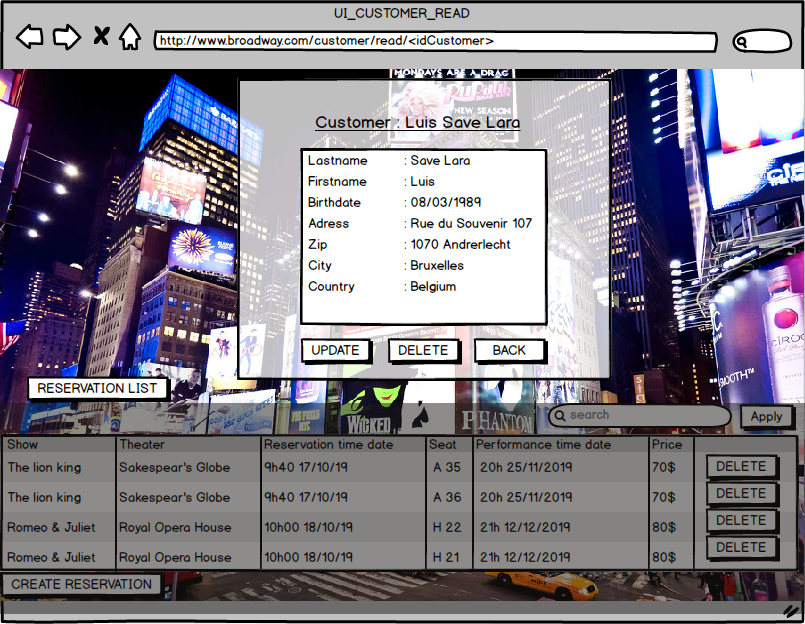 UI_CUSTOMER_READ
http://www.broadway.com/customer/read/<idCustomer>
MONDAYS ARE A DRAG
RuPaul
NEW SEASON
Customer : Luis Save Lara
Lastname : Save Lara
Firstname : Luis
Birthdate : 08/03/1989
Adress : Rue du Souvenir 107
Zip : 1070 Andrerlecht
City : Bruxelles
Country : Belgium
UPDATE DELETE BACK
CIROC
SMOOTH™
RESERVATION LIST
WICKED
PHANTOM
search Apply
Show Theater Reservation time date Seat Performance time date Price
The lion king Sakespear's Globe 9h40 17/10/19 A 35 20h 25/11/2019 70$ DELETE
The lion king Sakespear's Globe 9h40 17/10/19 A 36 20h 25/11/2019 70$ DELETE
Romeo & Juliet Royal Opera House 10h00 18/10/19 H 22 21h 12/12/2019 80$ DELETE
Romeo & Juliet Royal Opera House 10h00 18/10/19 H 21 21h 12/12/2019 80$ DELETE
CREATE RESERVATION